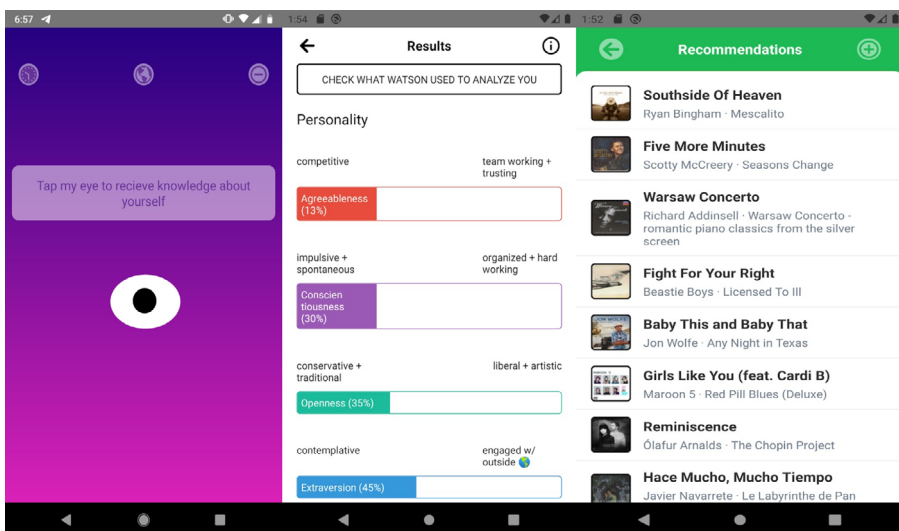 6:57
Tap my eye to recieve knowledge about
yourself
1:54
Results
CHECK WHAT WATSON USED TO ANALYZE YOU
Personality
competitive
team working +
trusting
Agreeableness
(13%)
impulsive +
spontaneous
organized + hard
working
Conscien
tiousness
(30%)
conservative +
traditional
liberal + artistic
Openness (35%)
contemplative
engaged w/
outside 🌎
Extraversion (45%)
1:52
Recommendations
Southside Of Heaven
Ryan Bingham · Mescalito
Five More Minutes
Scotty McCreery · Seasons Change
Warsaw Concerto
Richard Addinsell · Warsaw Concerto -
romantic piano classics from the silver
screen
Fight For Your Right
Beastie Boys · Licensed To Ill
Baby This and Baby That
Jon Wolfe · Any Night in Texas
Girls Like You (feat. Cardi B)
Maroon 5 · Red Pill Blues (Deluxe)
Reminiscence
Ólafur Arnalds · The Chopin Project
Hace Mucho, Mucho Tiempo
Javier Navarrete · Le Labyrinthe de Pan